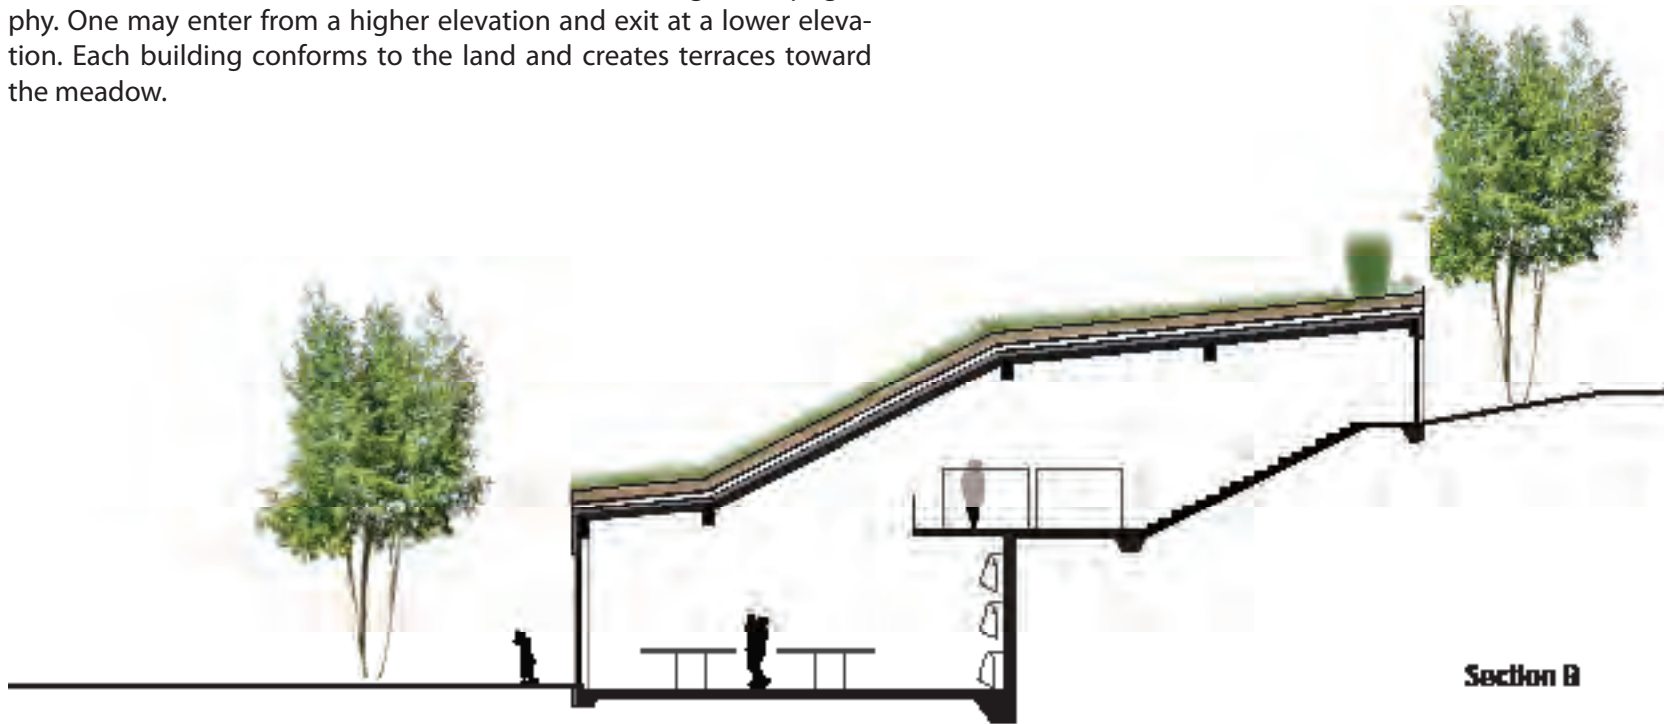 phy. One may enter from a higher elevation and exit at a lower eleva-
tion. Each building conforms to the land and creates terraces toward
the meadow.
Section B